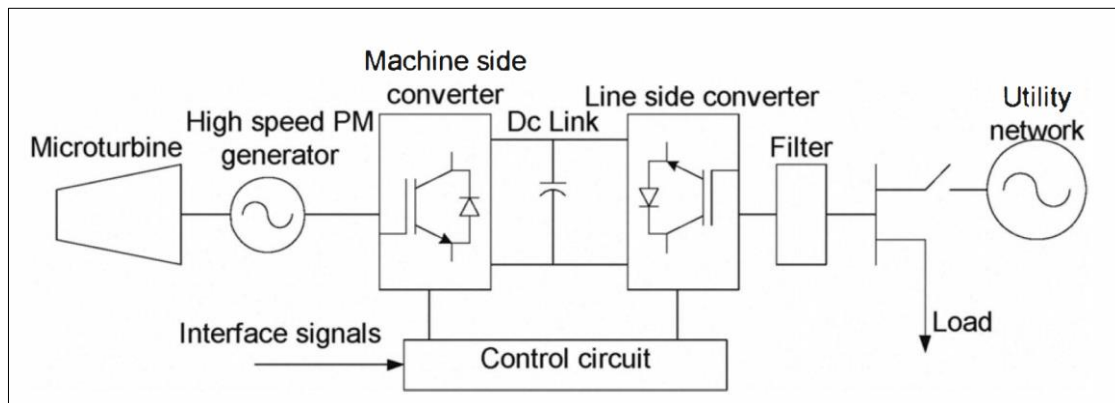 Microturbine
High speed PM
generator
Machine side
converter
Dc Link
Line side converter
Filter
Utility
network
Load
Interface signals
Control circuit